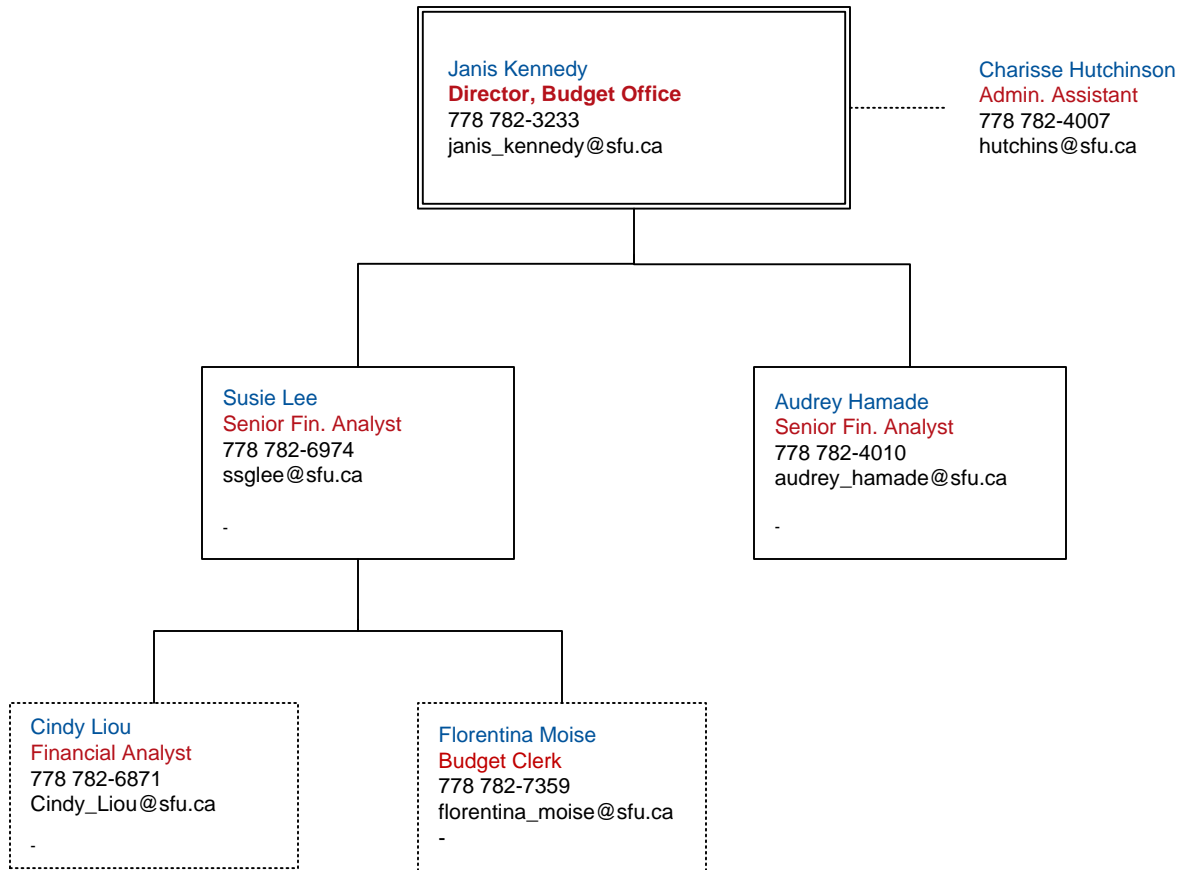 Janis Kennedy
Director, Budget Office
778 782-3233
janis_kennedy@sfu.ca
Charisse Hutchinson
Admin. Assistant
778 782-4007
hutchins@sfu.ca
Susie Lee
Senior Fin. Analyst
778 782-6974
ssglee@sfu.ca
-
Audrey Hamade
Senior Fin. Analyst
778 782-4010
audrey_hamade@sfu.ca
-
Cindy Liou
Financial Analyst
778 782-6871
Cindy_Liou@sfu.ca
-
Florentina Moise
Budget Clerk
778 782-7359
florentina_moise@sfu.ca
-